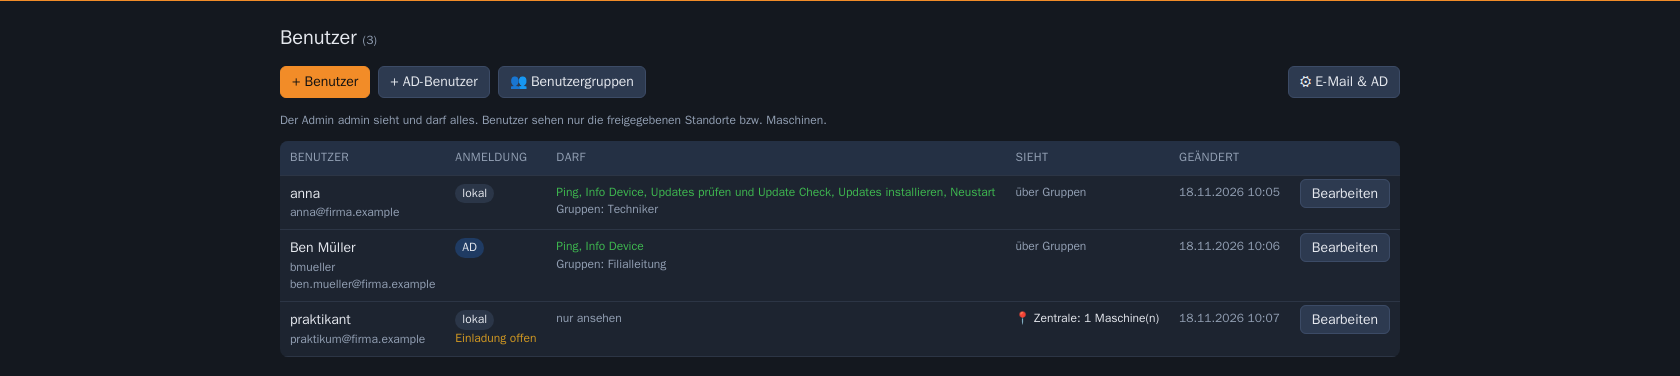 Benutzer (3)
+ Benutzer + AD-Benutzer 👥 Benutzergruppen ⚙ E-Mail & AD
Der Admin admin sieht und darf alles. Benutzer sehen nur die freigegebenen Standorte bzw. Maschinen.
BENUTZER ANMELDUNG DARF SIEHT GEÄNDERT
anna lokal Ping, Info Device, Updates prüfen und Update Check, Updates installieren, Neustart über Gruppen 18.11.2026 10:05 Bearbeiten
anna@firma.example Gruppen: Techniker
Ben Müller AD Ping, Info Device über Gruppen 18.11.2026 10:06 Bearbeiten
bmueller Gruppen: Filialleitung
ben.mueller@firma.example
praktikant lokal nur ansehen 📍 Zentrale: 1 Maschine(n) 18.11.2026 10:07 Bearbeiten
praktikum@firma.example Einladung offen